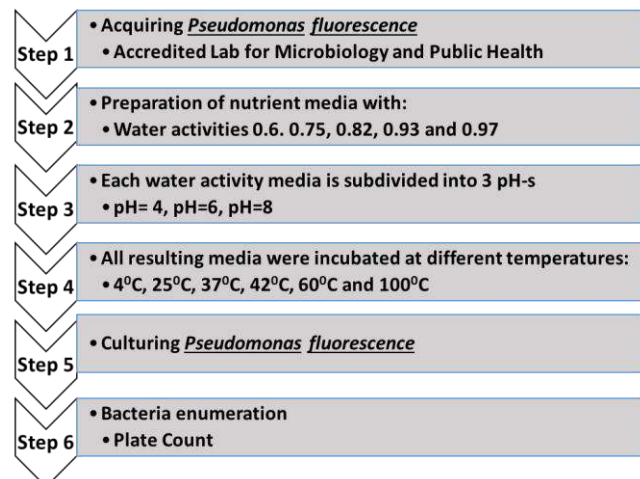 Step 1
• Acquiring Pseudomonas fluorescence
• Accredited Lab for Microbiology and Public Health
Step 2
• Preparation of nutrient media with:
• Water activities 0.6. 0.75, 0.82, 0.93 and 0.97
Step 3
• Each water activity media is subdivided into 3 pH-s
• pH= 4, pH=6, pH=8
Step 4
• All resulting media were incubated at different temperatures:
• 4⁰C, 25⁰C, 37⁰C, 42⁰C, 60⁰C and 100⁰C
Step 5
• Culturing Pseudomonas fluorescence
Step 6
• Bacteria enumeration
• Plate Count